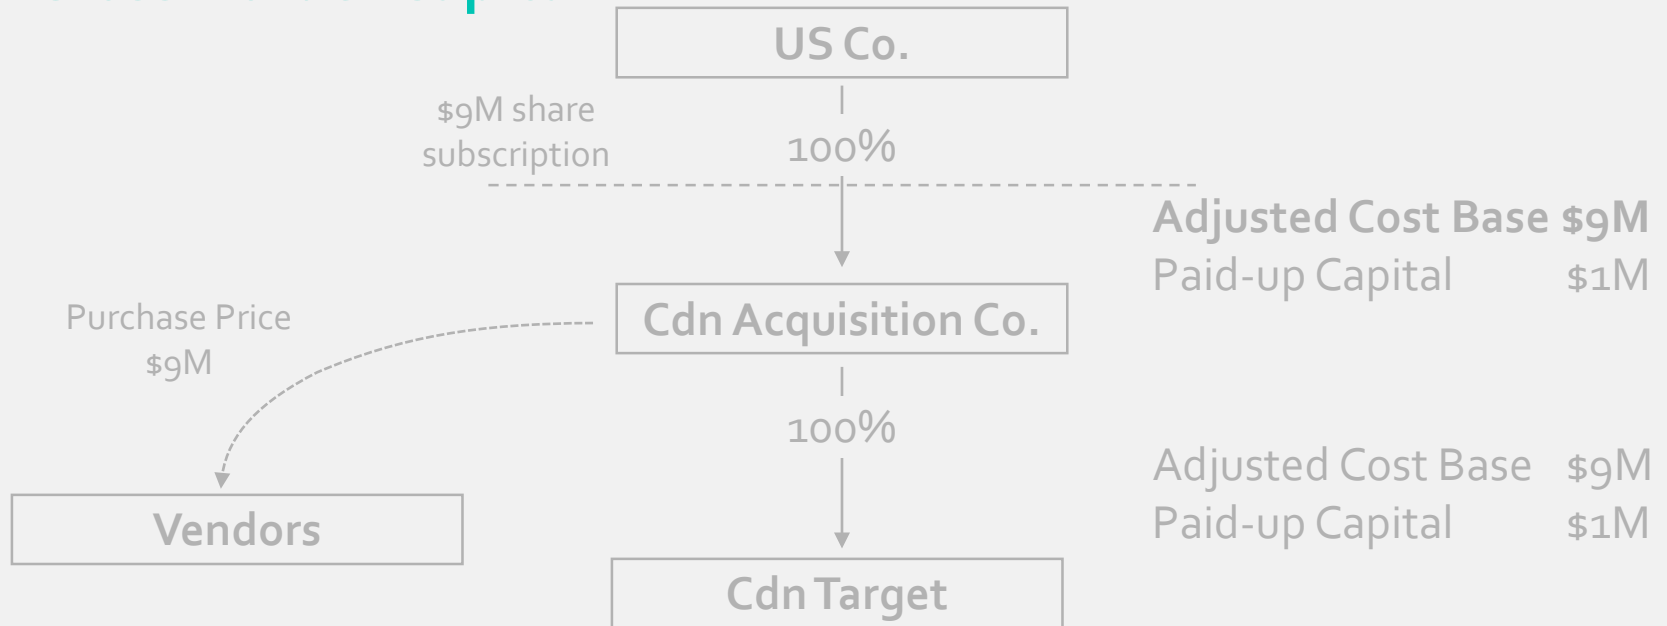 US Co.
$9M share
subscription
100%
Adjusted Cost Base $9M
Paid-up Capital $1M
Purchase Price
$9M
Cdn Acquisition Co.
100%
Adjusted Cost Base $9M
Paid-up Capital $1M
Vendors
Cdn Target